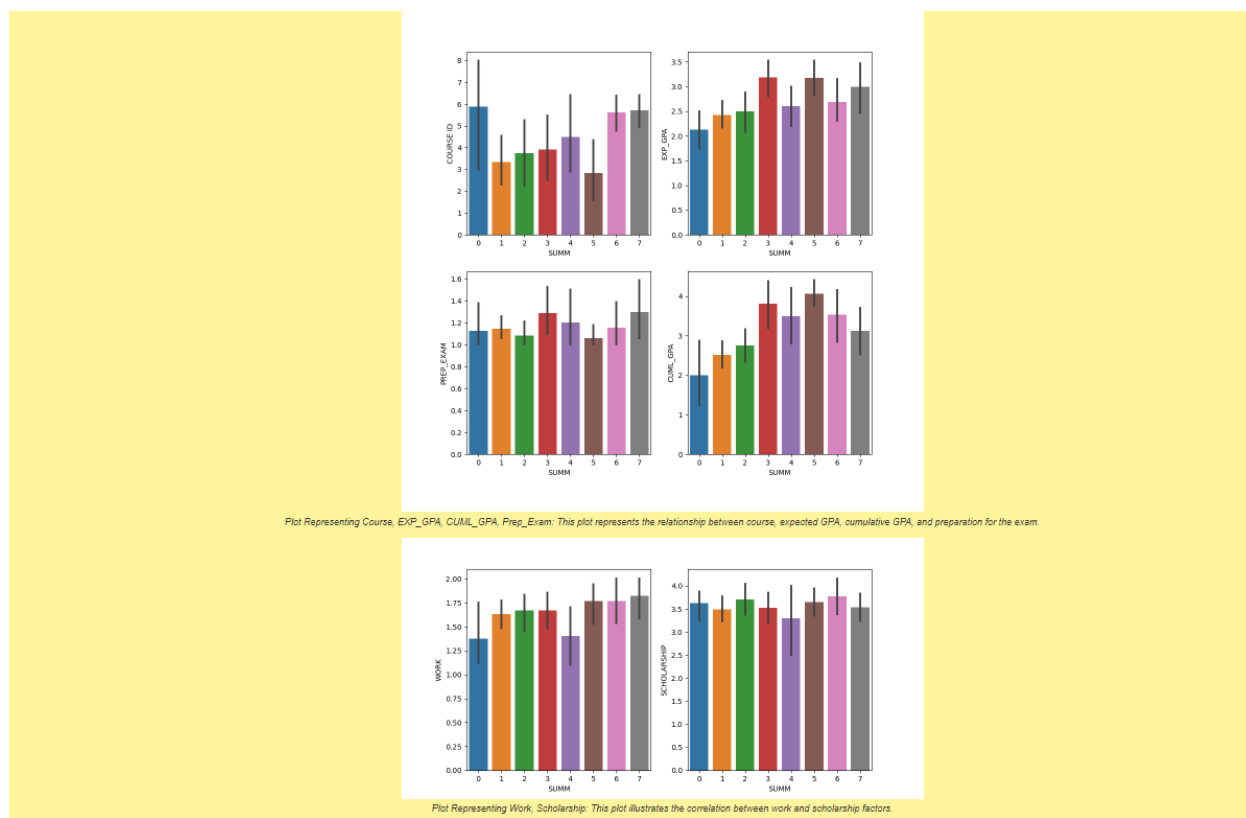 8
7
6
5
4
3
2
1
0
COURSE ID
0 1 2 3 4 5 6 7
SUMM
3.5
3.0
2.5
2.0
1.5
1.0
0.5
0.0
EXP_GPA
0 1 2 3 4 5 6 7
SUMM
1.6
1.4
1.2
1.0
0.8
0.6
0.4
0.2
0.0
PREP_EXAM
0 1 2 3 4 5 6 7
SUMM
4
3
2
1
0
CUML_GPA
0 1 2 3 4 5 6 7
SUMM
Plot Representing Course, EXP_GPA, CUML_GPA, Prep_Exam: This plot represents the relationship between course, expected GPA, cumulative GPA, and preparation for the exam.
2.00
1.75
1.50
1.25
1.00
0.75
0.50
0.25
0.00
WORK
0 1 2 3 4 5 6 7
SUMM
4.0
3.5
3.0
2.5
2.0
1.5
1.0
0.5
0.0
SCHOLARSHIP
0 1 2 3 4 5 6 7
SUMM
Plot Representing Work, Scholarship: This plot illustrates the correlation between work and scholarship factors.